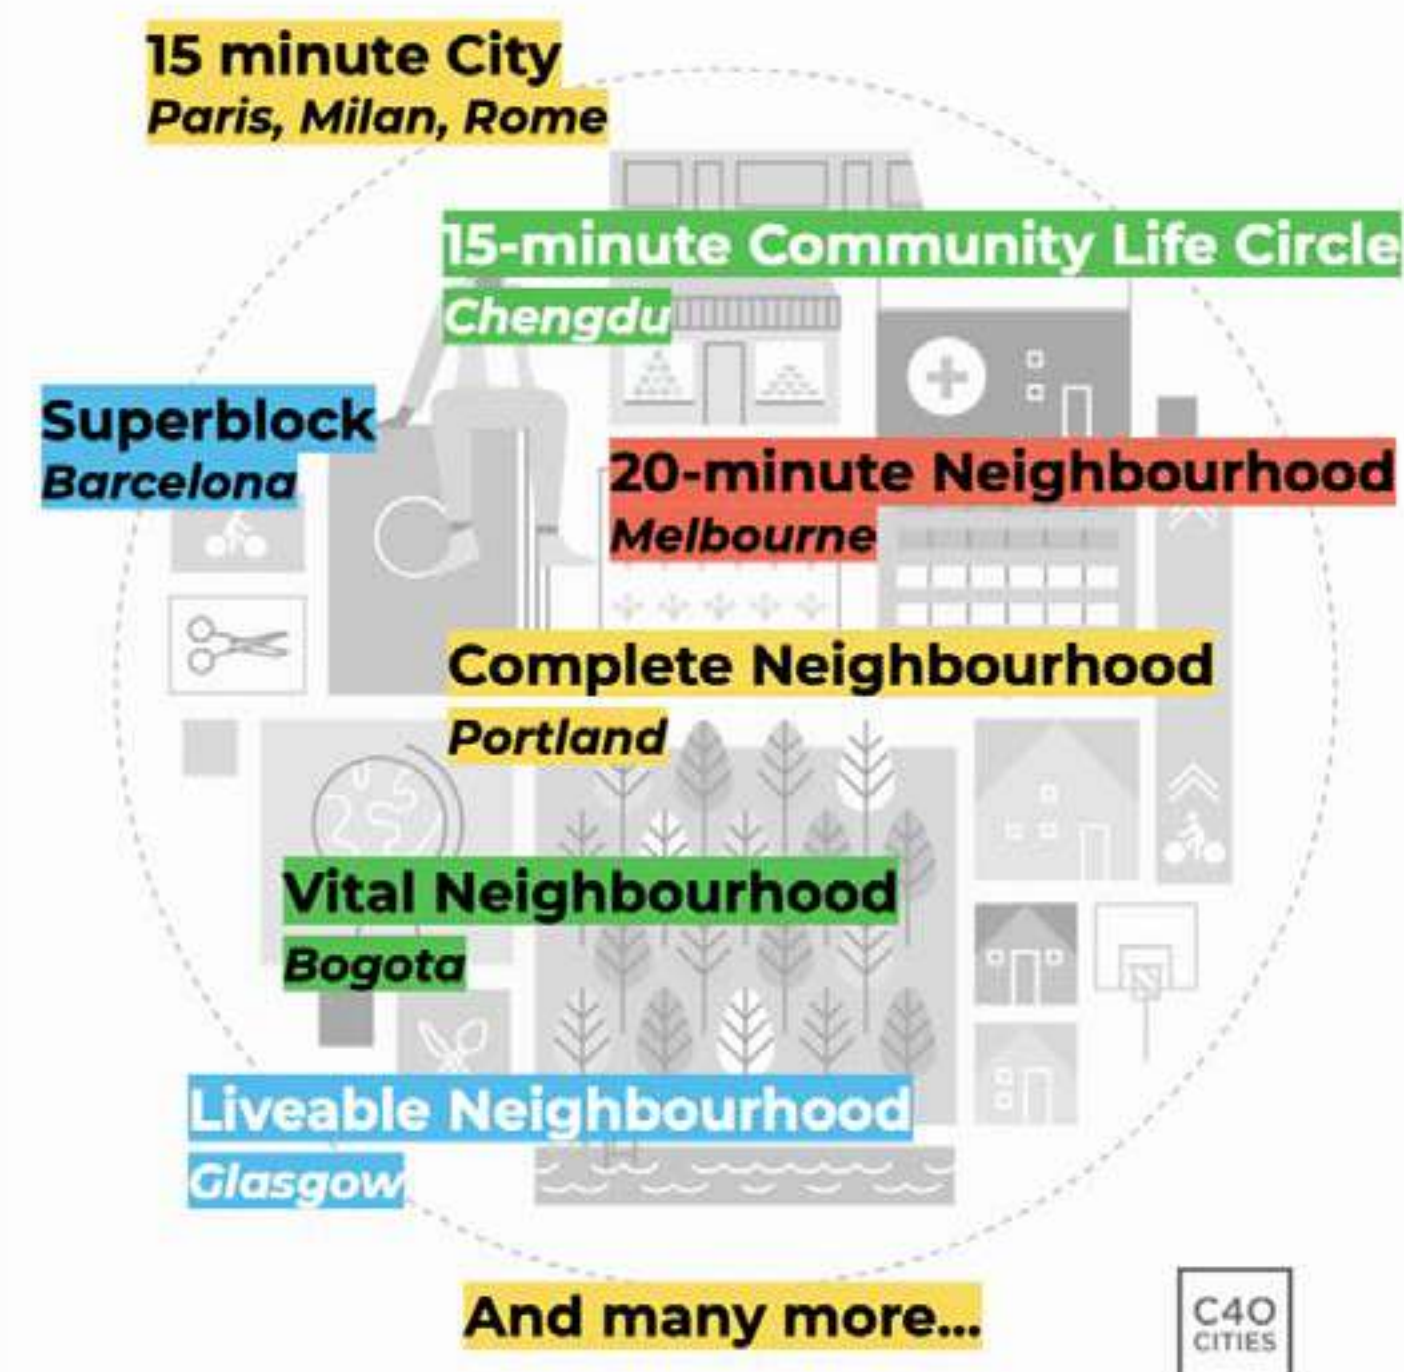 15 minute City
Paris, Milan, Rome
15-minute Community Life Circle
Chengdu
Superblock
Barcelona
20-minute Neighbourhood
Melbourne
Complete Neighbourhood
Portland
Vital Neighbourhood
Bogota
Liveable Neighbourhood
Glasgow
And many more...
C40
CITIES